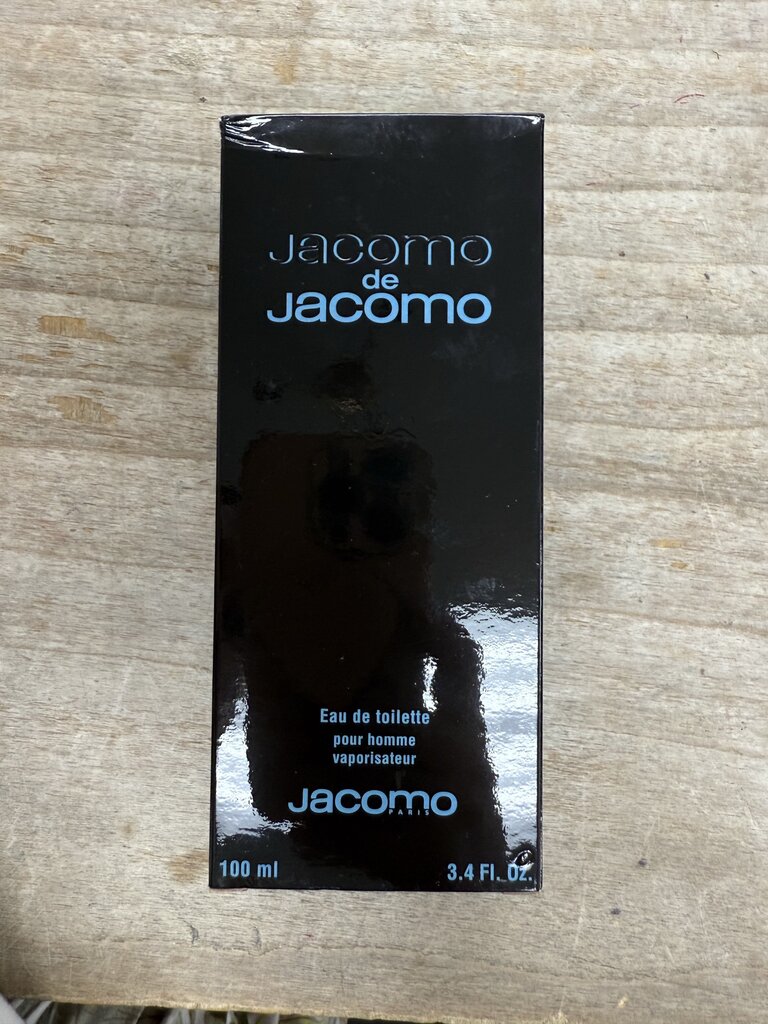 Jacomo
de
Jacomo
Eau de toilette
pour homme
vaporisateur
Jacomo
PARIS
100 ml
3.4 Fl. Oz.